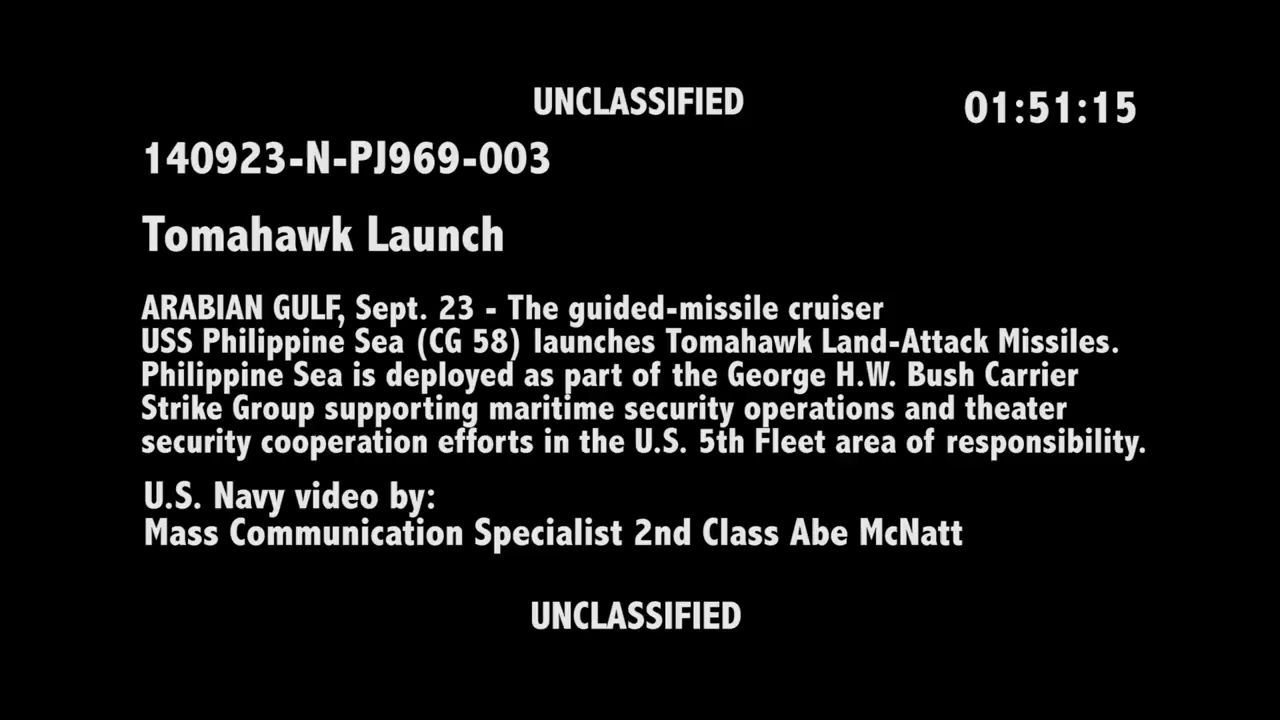 UNCLASSIFIED
01:51:15
140923-N-PJ969-003
Tomahawk Launch
ARABIAN GULF, Sept. 23 - The guided-missile cruiser
USS Philippine Sea (CG 58) launches Tomahawk Land-Attack Missiles.
Philippine Sea is deployed as part of the George H.W. Bush Carrier
Strike Group supporting maritime security operations and theater
security cooperation efforts in the U.S. 5th Fleet area of responsibility.
U.S. Navy video by:
Mass Communication Specialist 2nd Class Abe McNatt
UNCLASSIFIED